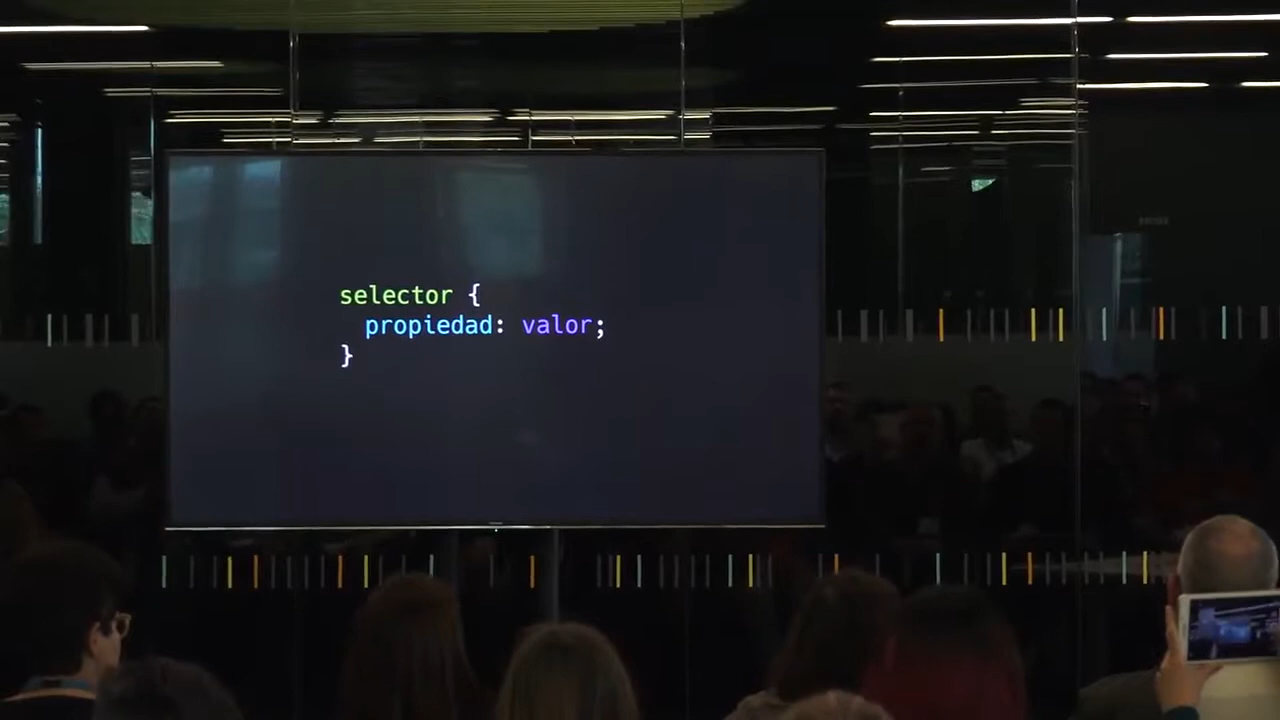 selector {
propiedad: valor;
}